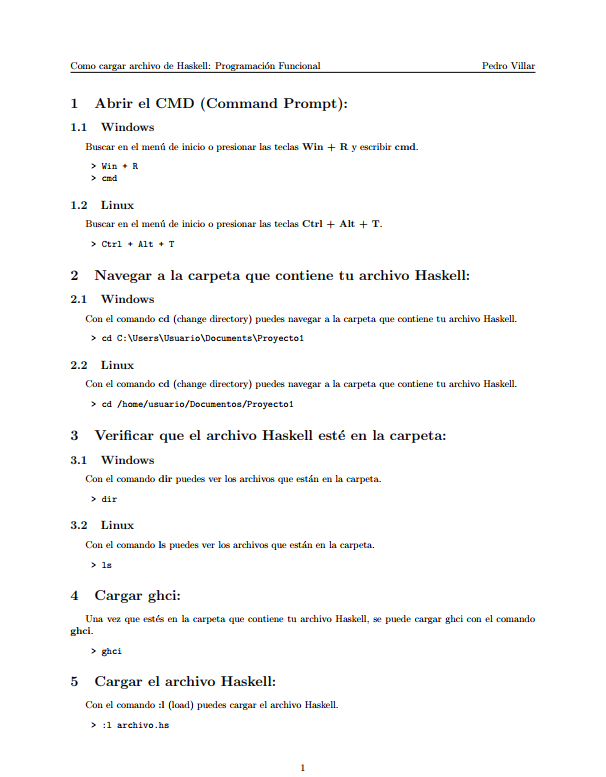 Como cargar archivo de Haskell: Programación Funcional Pedro Villar
1 Abrir el CMD (Command Prompt):
1.1 Windows
Buscar en el menú de inicio o presionar las teclas Win + R y escribir cmd.
> Win + R
> cmd
1.2 Linux
Buscar en el menú de inicio o presionar las teclas Ctrl + Alt + T.
> Ctrl + Alt + T
2 Navegar a la carpeta que contiene tu archivo Haskell:
2.1 Windows
Con el comando cd (change directory) puedes navegar a la carpeta que contiene tu archivo Haskell.
> cd C:\Users\Usuario\Documents\Proyecto1
2.2 Linux
Con el comando cd (change directory) puedes navegar a la carpeta que contiene tu archivo Haskell.
> cd /home/usuario/Documentos/Proyecto1
3 Verificar que el archivo Haskell esté en la carpeta:
3.1 Windows
Con el comando dir puedes ver los archivos que están en la carpeta.
> dir
3.2 Linux
Con el comando ls puedes ver los archivos que están en la carpeta.
> ls
4 Cargar ghci:
Una vez que estés en la carpeta que contiene tu archivo Haskell, se puede cargar ghci con el comando
ghci.
> ghci
5 Cargar el archivo Haskell:
Con el comando :l (load) puedes cargar el archivo Haskell.
> :l archivo.hs
1